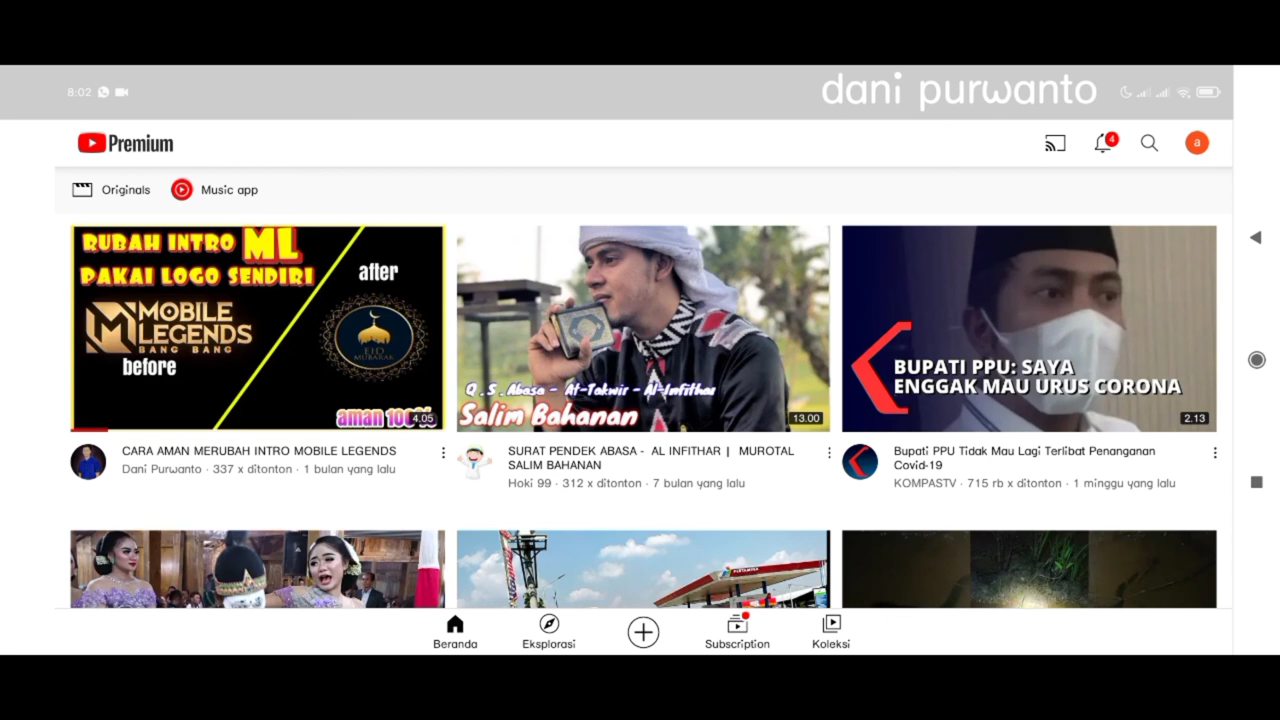 8:02
dani purwanto
Premium
4
a
Originals
Music app
RUBAH INTRO ML
PAKAI LOGO SENDIRI
after
MOBILE
LEGENDS
BANG BANG
before
EID
MUBARAK
aman 100%
4.05
CARA AMAN MERUBAH INTRO MOBILE LEGENDS
Dani Purwanto · 337 x ditonton · 1 bulan yang lalu
Q.S. Abasa - At-Takwir - Al-Infithar
Salim Bahanan
13.00
SURAT PENDEK ABASA - AL INFITHAR | MUROTAL
SALIM BAHANAN
Hoki 99 · 312 x ditonton · 7 bulan yang lalu
BUPATI PPU: SAYA
ENGGAK MAU URUS CORONA
2.13
Bupati PPU Tidak Mau Lagi Terlibat Penanganan
Covid-19
KOMPASTV · 715 rb x ditonton · 1 minggu yang lalu
PERTAMINA
Beranda
Eksplorasi
Subscription
Koleksi